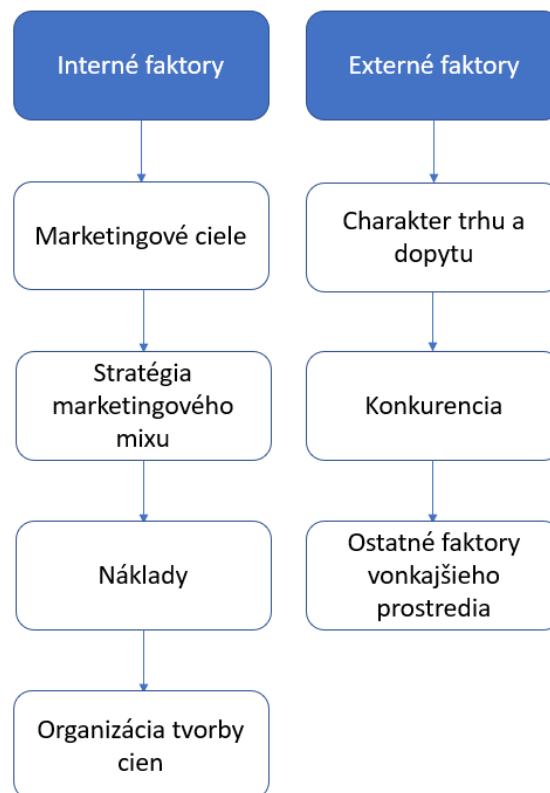 Interné faktory
Marketingové ciele
Stratégia
marketingového
mixu
Náklady
Organizácia tvorby
cien
Externé faktory
Charakter trhu a
dopytu
Konkurencia
Ostatné faktory
vonkajšieho
prostredia